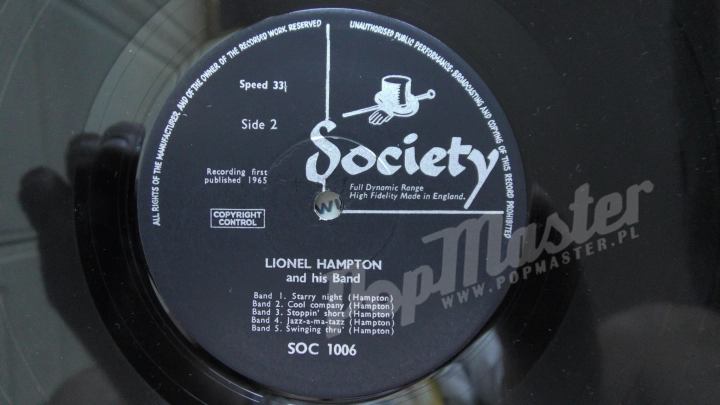 ALL RIGHTS OF THE MANUFACTURER, AND OF THE OWNER OF THE RECORDED WORK RESERVED
UNAUTHORISED PUBLIC PERFORMANCE, BROADCASTING AND COPYING OF THIS RECORD PROHIBITED
Speed 33⅓
Side 2
Society
Recording first
published 1965
Full Dynamic Range
High Fidelity Made in England.
COPYRIGHT
CONTROL
LIONEL HAMPTON
and his Band
Band 1. Starry night (Hampton)
Band 2. Cool company (Hampton)
Band 3. Stoppin' short (Hampton)
Band 4. Jazz-a-ma-tazz (Hampton)
Band 5. Swinging thru' (Hampton)
SOC 1006
PopMaster
WWW.POPMASTER.PL